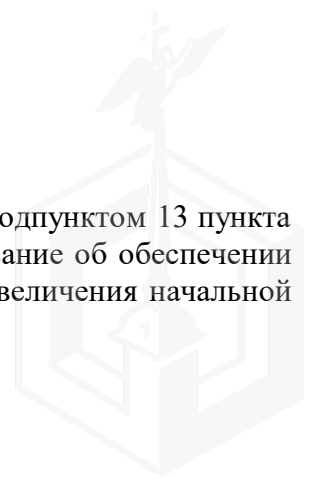 одпунктом 13 пункта
ание об обеспечении
величения начальной